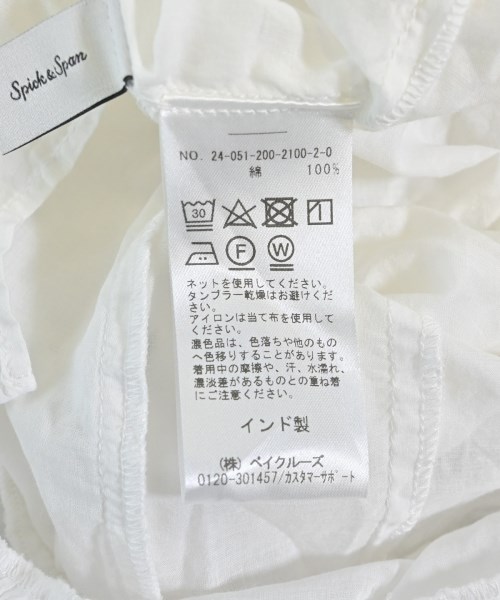 Spick&Span
NO. 24-051-200-2100-2-0
綿 100%
30
F W
ネットを使用してください。
タンブラー乾燥はお避けくださ
い。
アイロンは当て布を使用して
ください。
濃色品は、色落ちや他のもの
へ色移りすることがあります。
着用中の摩擦や、汗、水濡れ、
濃淡差があるものとの重ね着
にご注意ください。
インド製
(株) ベイクルーズ
0120-301457/カスタマーサポート